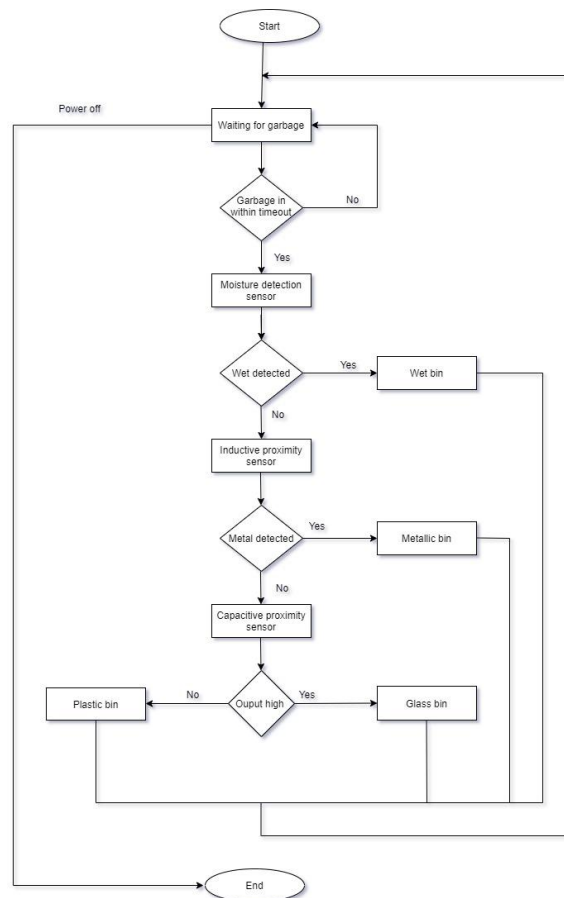 Start
Power off
Waiting for garbage
Garbage in
within timeout
No
Yes
Moisture detection
sensor
Wet detected
Yes
Wet bin
No
Inductive proximity
sensor
Metal detected
Yes
Metallic bin
No
Capacitive proximity
sensor
Plastic bin
No
Ouput high
Yes
Glass bin
End